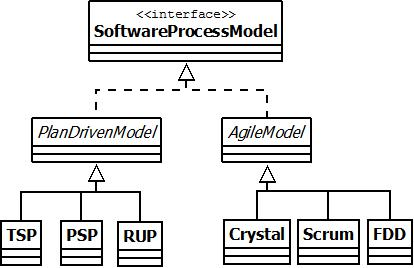 <<interface>>
SoftwareProcessModel
PlanDrivenModel
AgileModel
TSP
PSP
RUP
Crystal
Scrum
FDD